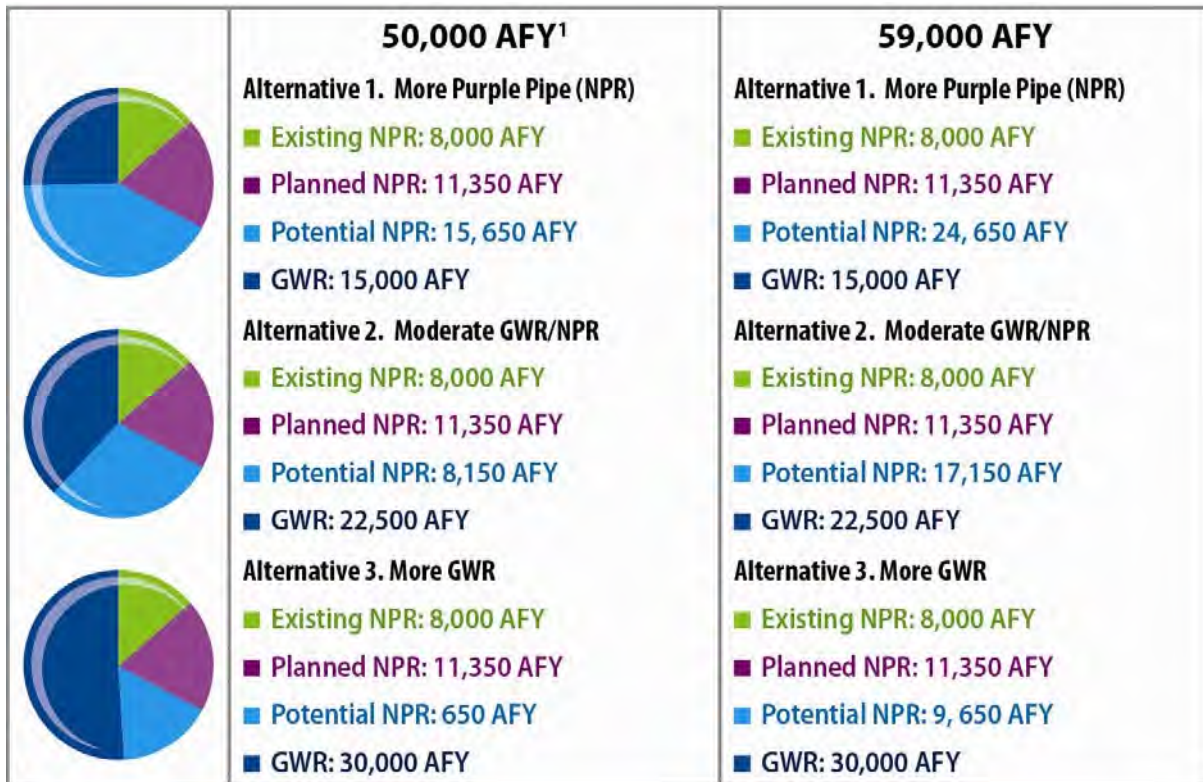 50,000 AFY¹
59,000 AFY
Alternative 1. More Purple Pipe (NPR)
Existing NPR: 8,000 AFY
Planned NPR: 11,350 AFY
Potential NPR: 15, 650 AFY
GWR: 15,000 AFY
Alternative 1. More Purple Pipe (NPR)
Existing NPR: 8,000 AFY
Planned NPR: 11,350 AFY
Potential NPR: 24, 650 AFY
GWR: 15,000 AFY
Alternative 2. Moderate GWR/NPR
Existing NPR: 8,000 AFY
Planned NPR: 11,350 AFY
Potential NPR: 8,150 AFY
GWR: 22,500 AFY
Alternative 2. Moderate GWR/NPR
Existing NPR: 8,000 AFY
Planned NPR: 11,350 AFY
Potential NPR: 17,150 AFY
GWR: 22,500 AFY
Alternative 3. More GWR
Existing NPR: 8,000 AFY
Planned NPR: 11,350 AFY
Potential NPR: 650 AFY
GWR: 30,000 AFY
Alternative 3. More GWR
Existing NPR: 8,000 AFY
Planned NPR: 11,350 AFY
Potential NPR: 9, 650 AFY
GWR: 30,000 AFY